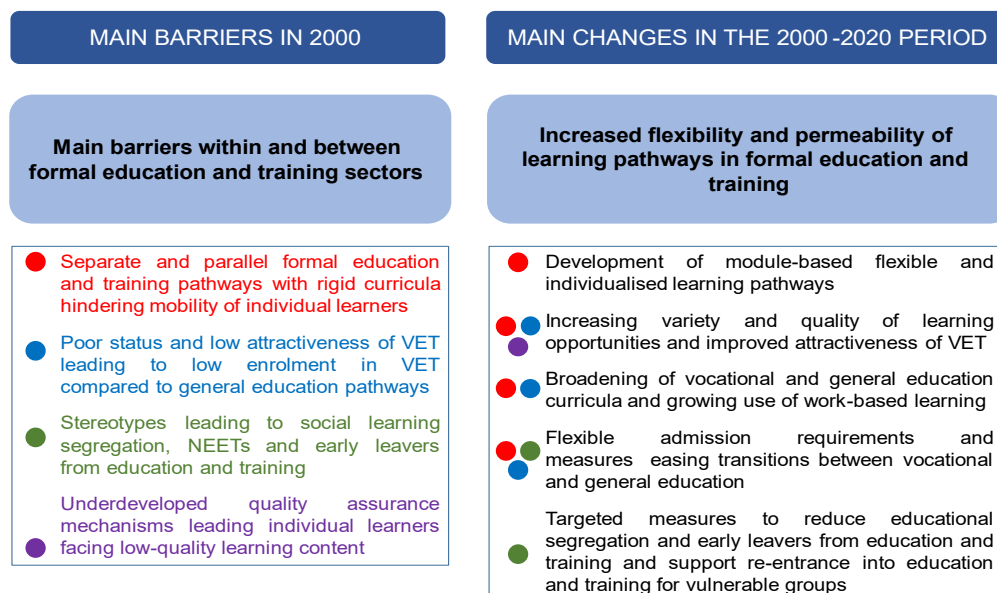 MAIN BARRIERS IN 2000
Main barriers within and between
formal education and training sectors
Separate and parallel formal education
and training pathways with rigid curricula
hindering mobility of individual learners
Poor status and low attractiveness of VET
leading to low enrolment in VET
compared to general education pathways
Stereotypes leading to social learning
segregation, NEETs and early leavers
from education and training
Underdeveloped quality assurance
mechanisms leading individual learners
facing low-quality learning content
MAIN CHANGES IN THE 2000-2020 PERIOD
Increased flexibility and permeability of
learning pathways in formal education and
training
Development of module-based flexible and
individualised learning pathways
Increasing variety and quality of learning
opportunities and improved attractiveness of VET
Broadening of vocational and general education
curricula and growing use of work-based learning
Flexible admission requirements and
measures easing transitions between vocational
and general education
Targeted measures to reduce educational
segregation and early leavers from education and
training and support re-entrance into education
and training for vulnerable groups